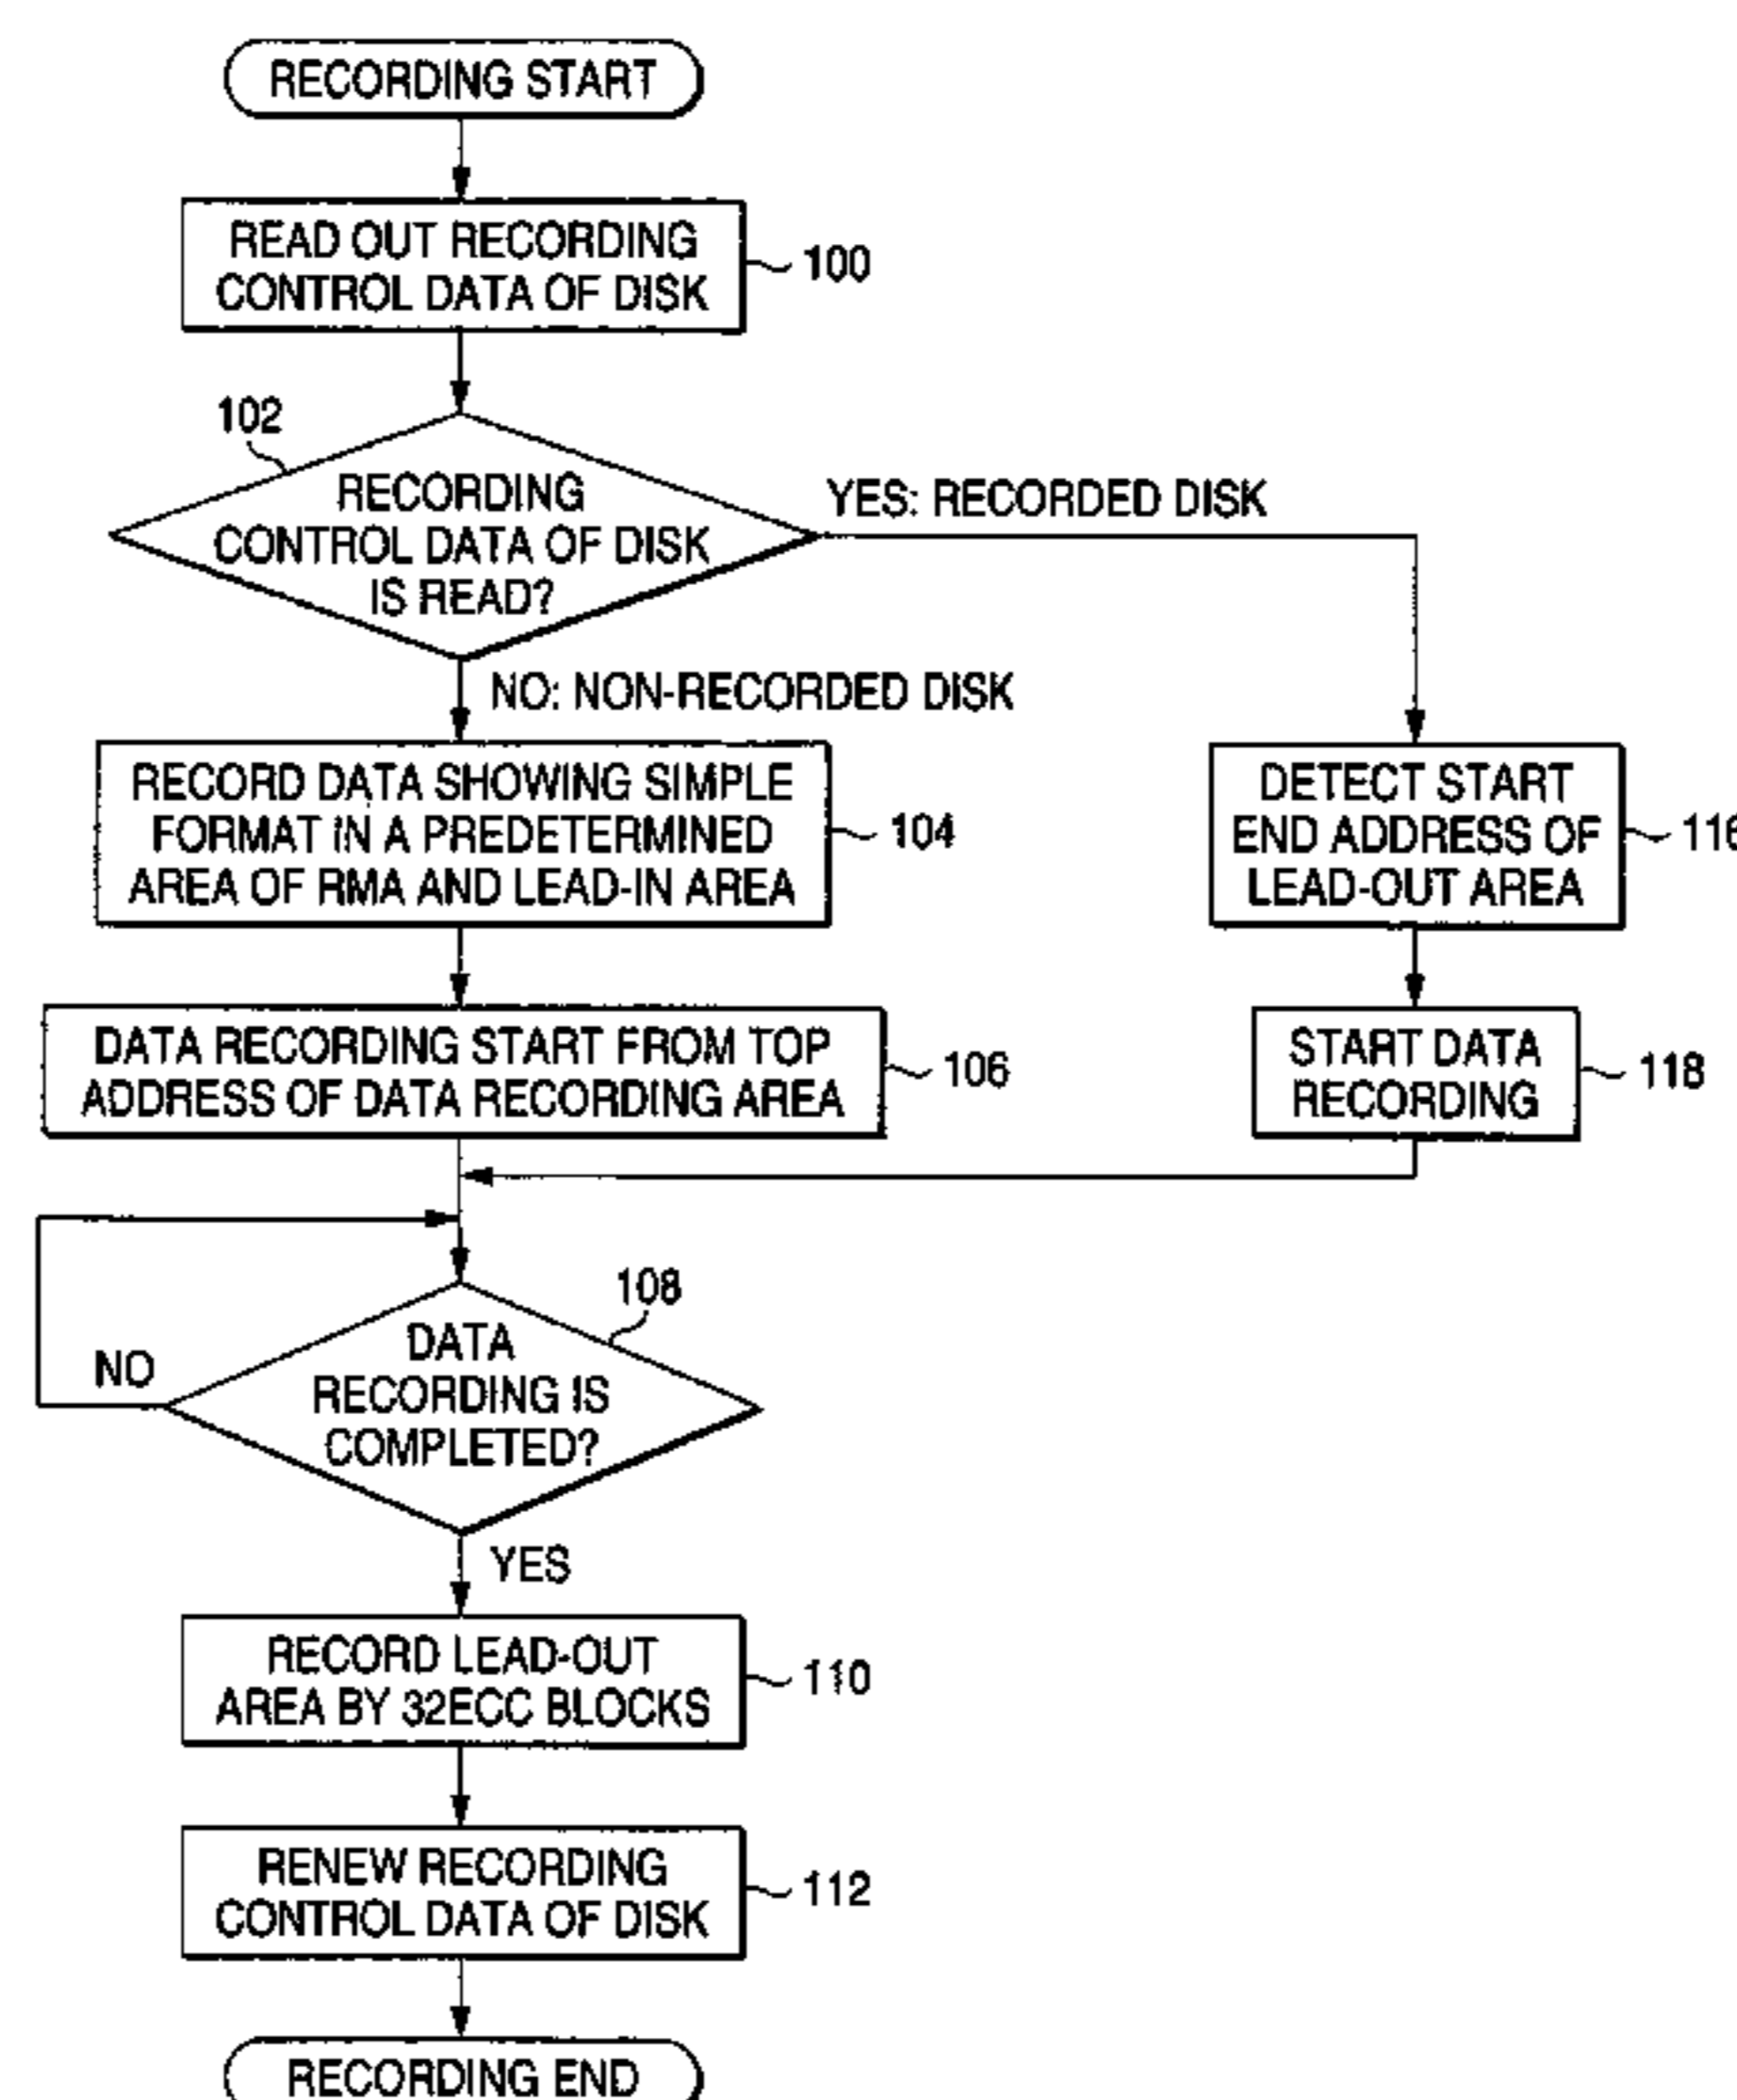 RECORDING START
READ OUT RECORDING
CONTROL DATA OF DISK
100
102
RECORDING
CONTROL DATA OF DISK
IS READ?
YES: RECORDED DISK
NO: NON-RECORDED DISK
RECORD DATA SHOWING SIMPLE
FORMAT IN A PREDETERMINED
AREA OF RMA AND LEAD-IN AREA
104
DETECT START
END ADDRESS OF
LEAD-OUT AREA
116
DATA RECORDING START FROM TOP
ADDRESS OF DATA RECORDING AREA
106
START DATA
RECORDING
118
108
DATA
RECORDING IS
COMPLETED?
NO
YES
RECORD LEAD-OUT
AREA BY 32ECC BLOCKS
110
RENEW RECORDING
CONTROL DATA OF DISK
112
RECORDING END